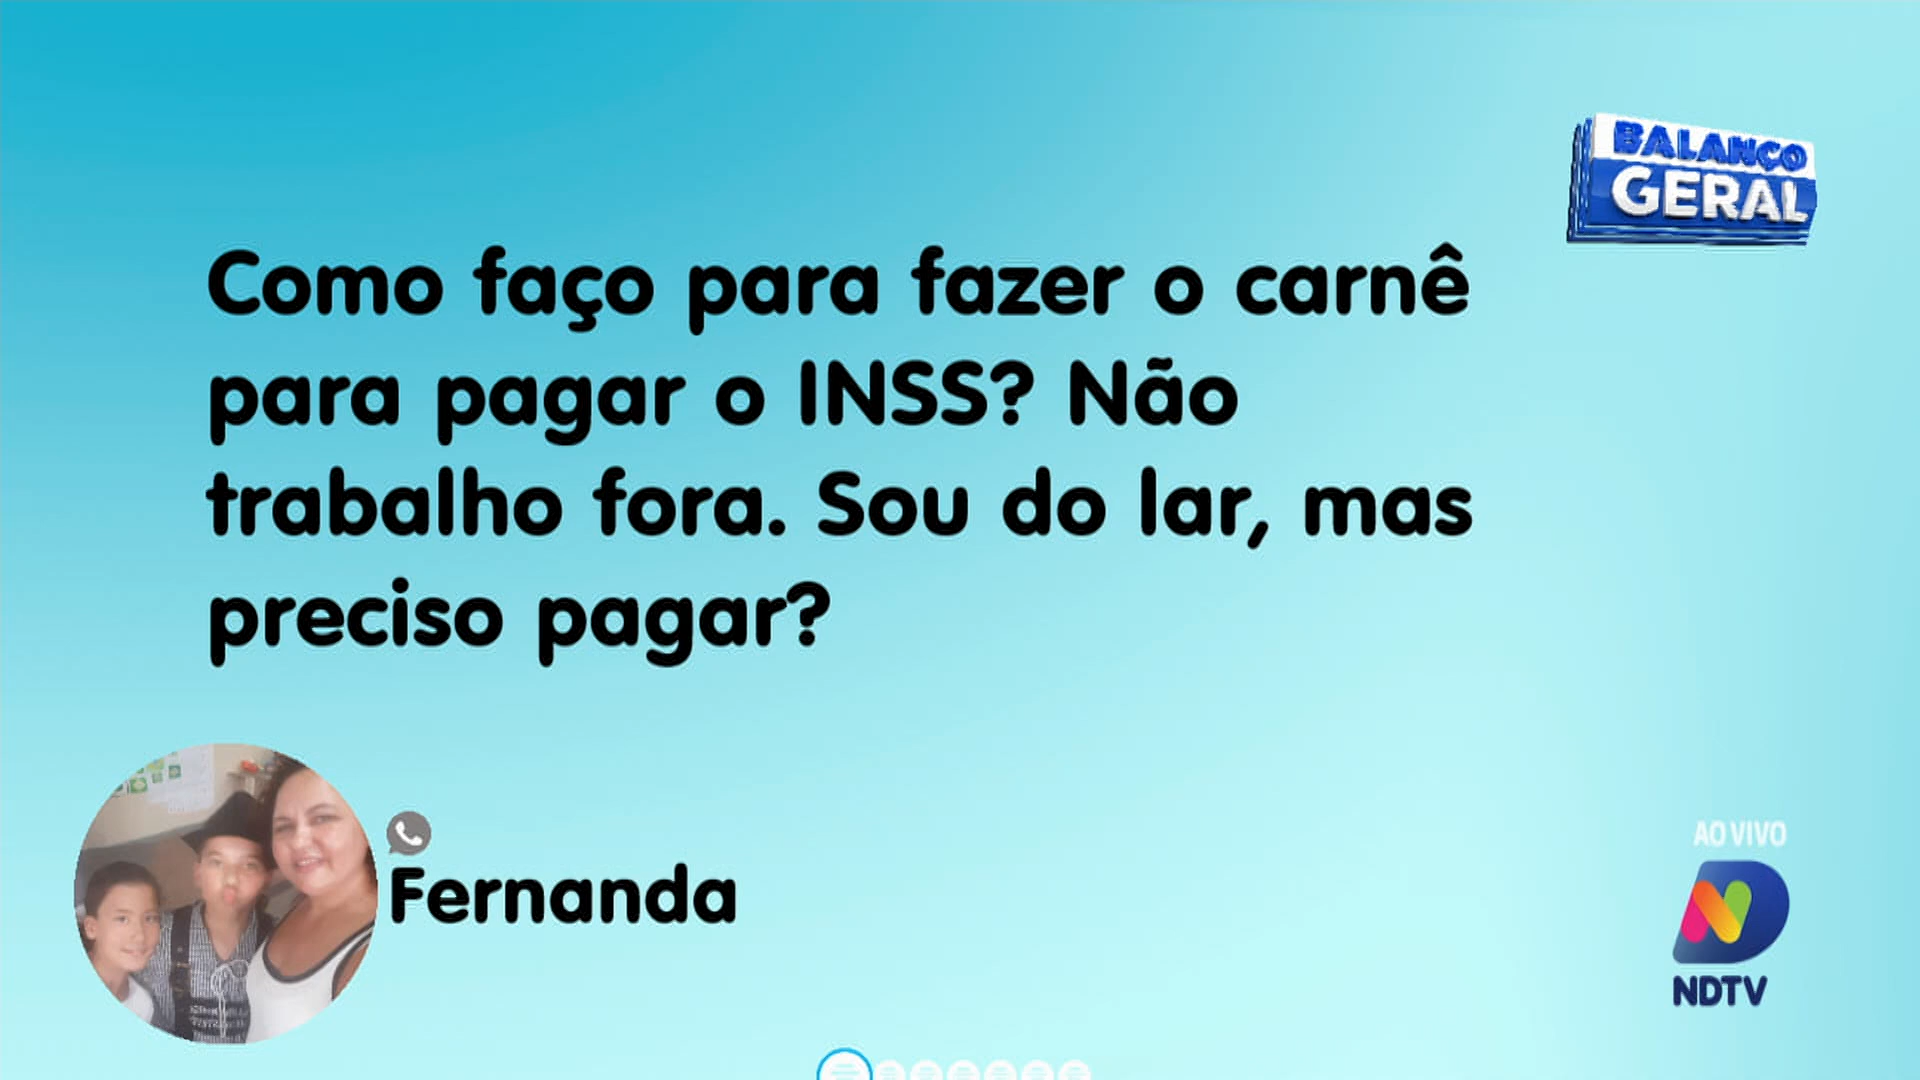 BALANÇO
GERAL
Como faço para fazer o carnê
para pagar o INSS? Não
trabalho fora. Sou do lar, mas
preciso pagar?
Fernanda
AO VIVO
NDTV